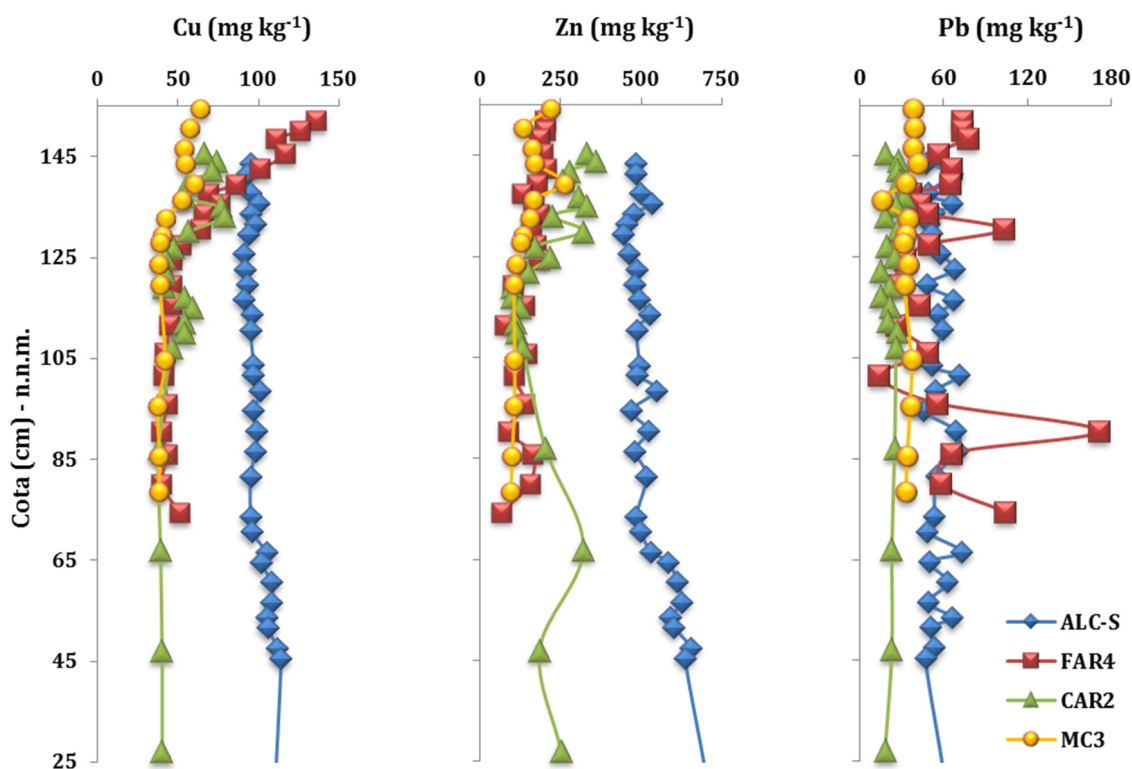 Cu (mg kg⁻¹)
Zn (mg kg⁻¹)
Pb (mg kg⁻¹)
0 50 100 150
0 250 500 750
0 60 120 180
145
125
105
85
65
45
25
Cota (cm) - n.n.m.
ALC-S
FAR4
CAR2
MC3